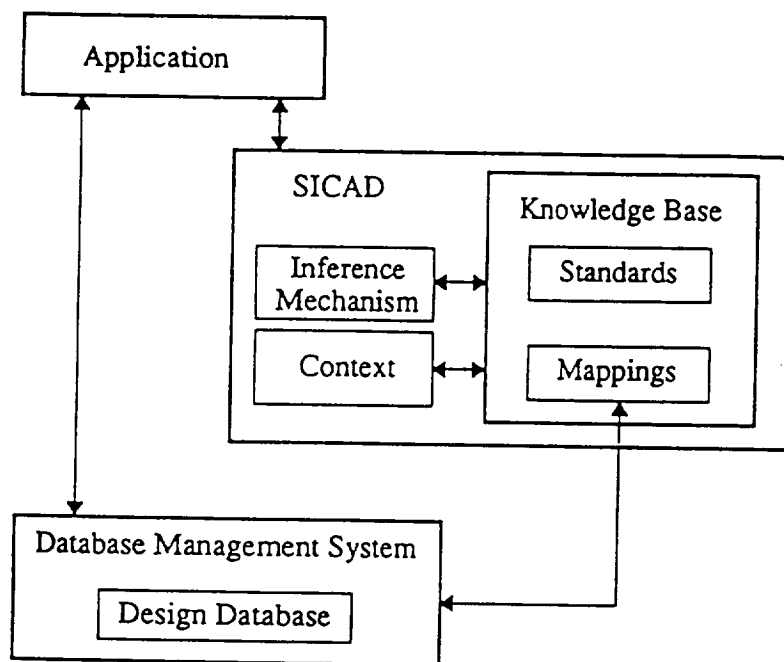 Application
SICAD
Knowledge Base
Inference
Mechanism
Standards
Context
Mappings
Database Management System
Design Database